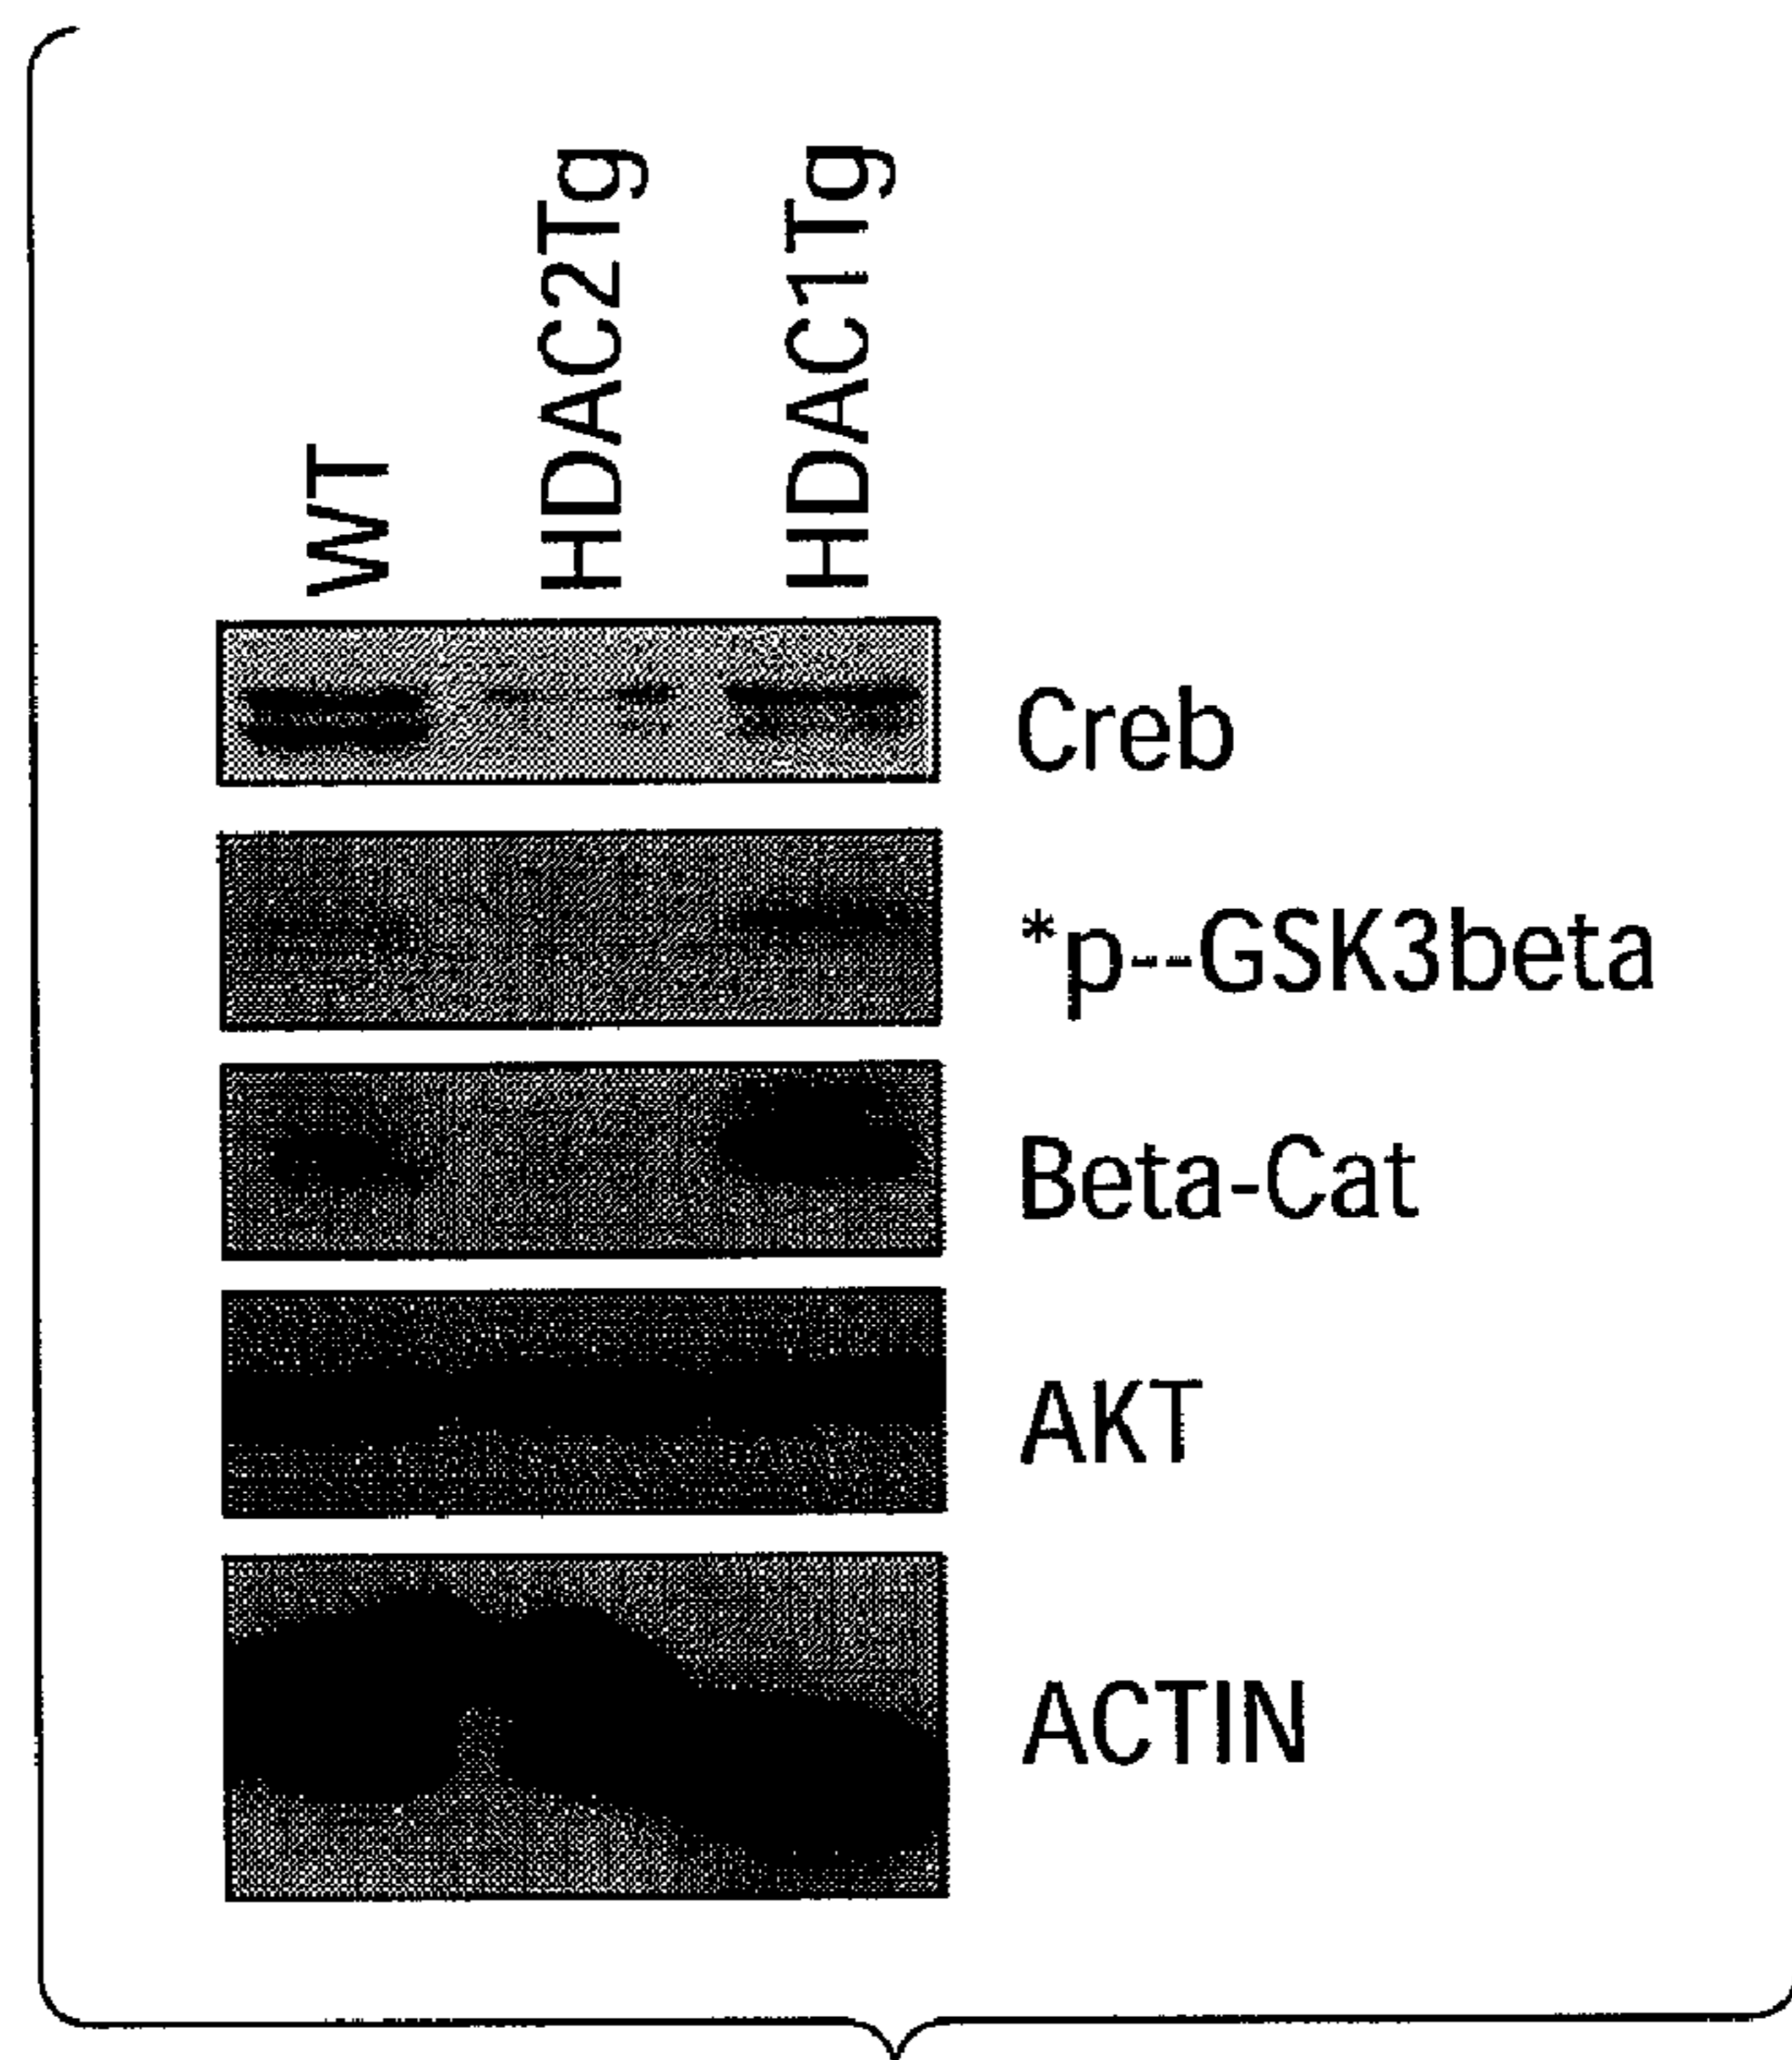 WT
HDAC2Tg
HDAC1Tg
Creb
*p--GSK3beta
Beta-Cat
AKT
ACTIN